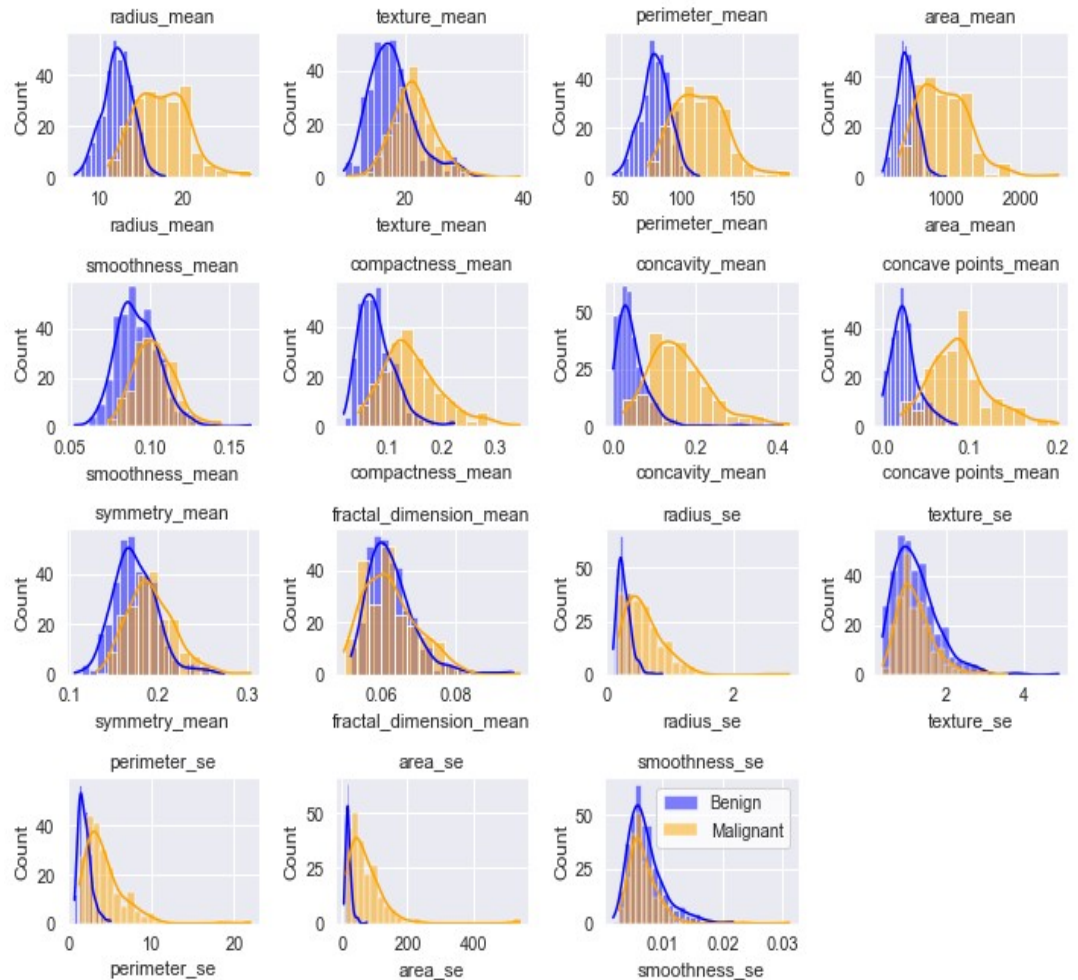 radius_mean texture_mean perimeter_mean area_mean
Count 40 20 0 Count 40 20 0 Count 40 20 0 Count 40 20 0
10 20 20 40 50 100 150 1000 2000
radius_mean texture_mean perimeter_mean area_mean
smoothness_mean compactness_mean concavity_mean concave points_mean
Count 40 20 0 Count 40 20 0 Count 50 25 0 Count 40 20 0
0.05 0.10 0.15 0.1 0.2 0.3 0.0 0.2 0.4 0.0 0.1 0.2
smoothness_mean compactness_mean concavity_mean concave points_mean
symmetry_mean fractal_dimension_mean radius_se texture_se
Count 40 20 0 Count 40 20 0 Count 50 0 Count 40 20 0
0.1 0.2 0.3 0.06 0.08 0 2 2 4
symmetry_mean fractal_dimension_mean radius_se texture_se
perimeter_se area_se smoothness_se
Count 40 20 0 Count 50 25 0 Count 50 25 0
Benign
Malignant
0 10 20 0 200 400 0.01 0.02 0.03
perimeter_se area_se smoothness_se